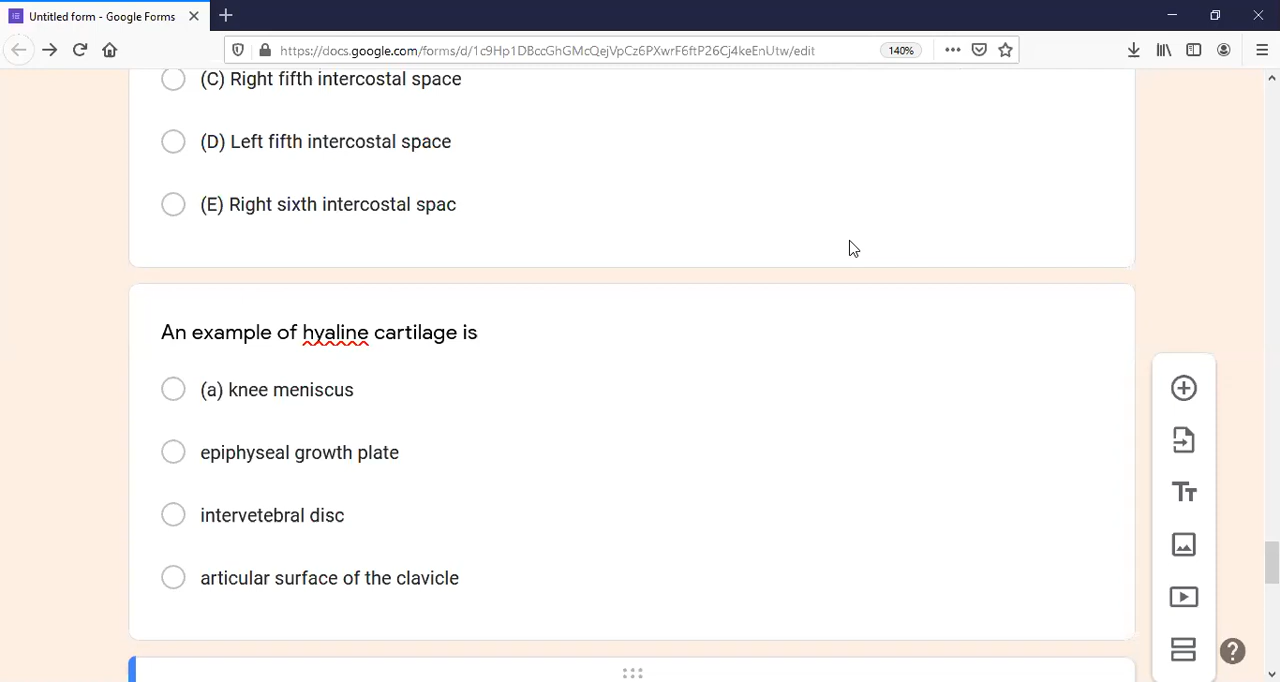 Untitled form - Google Forms
https://docs.google.com/forms/d/1c9Hp1DBccGhGMcQejVpCz6PXwrF6ftP26Cj4keEnUtw/edit
140%
(C) Right fifth intercostal space
(D) Left fifth intercostal space
(E) Right sixth intercostal spac
An example of hyaline cartilage is
(a) knee meniscus
epiphyseal growth plate
intervetebral disc
articular surface of the clavicle
Tт
?